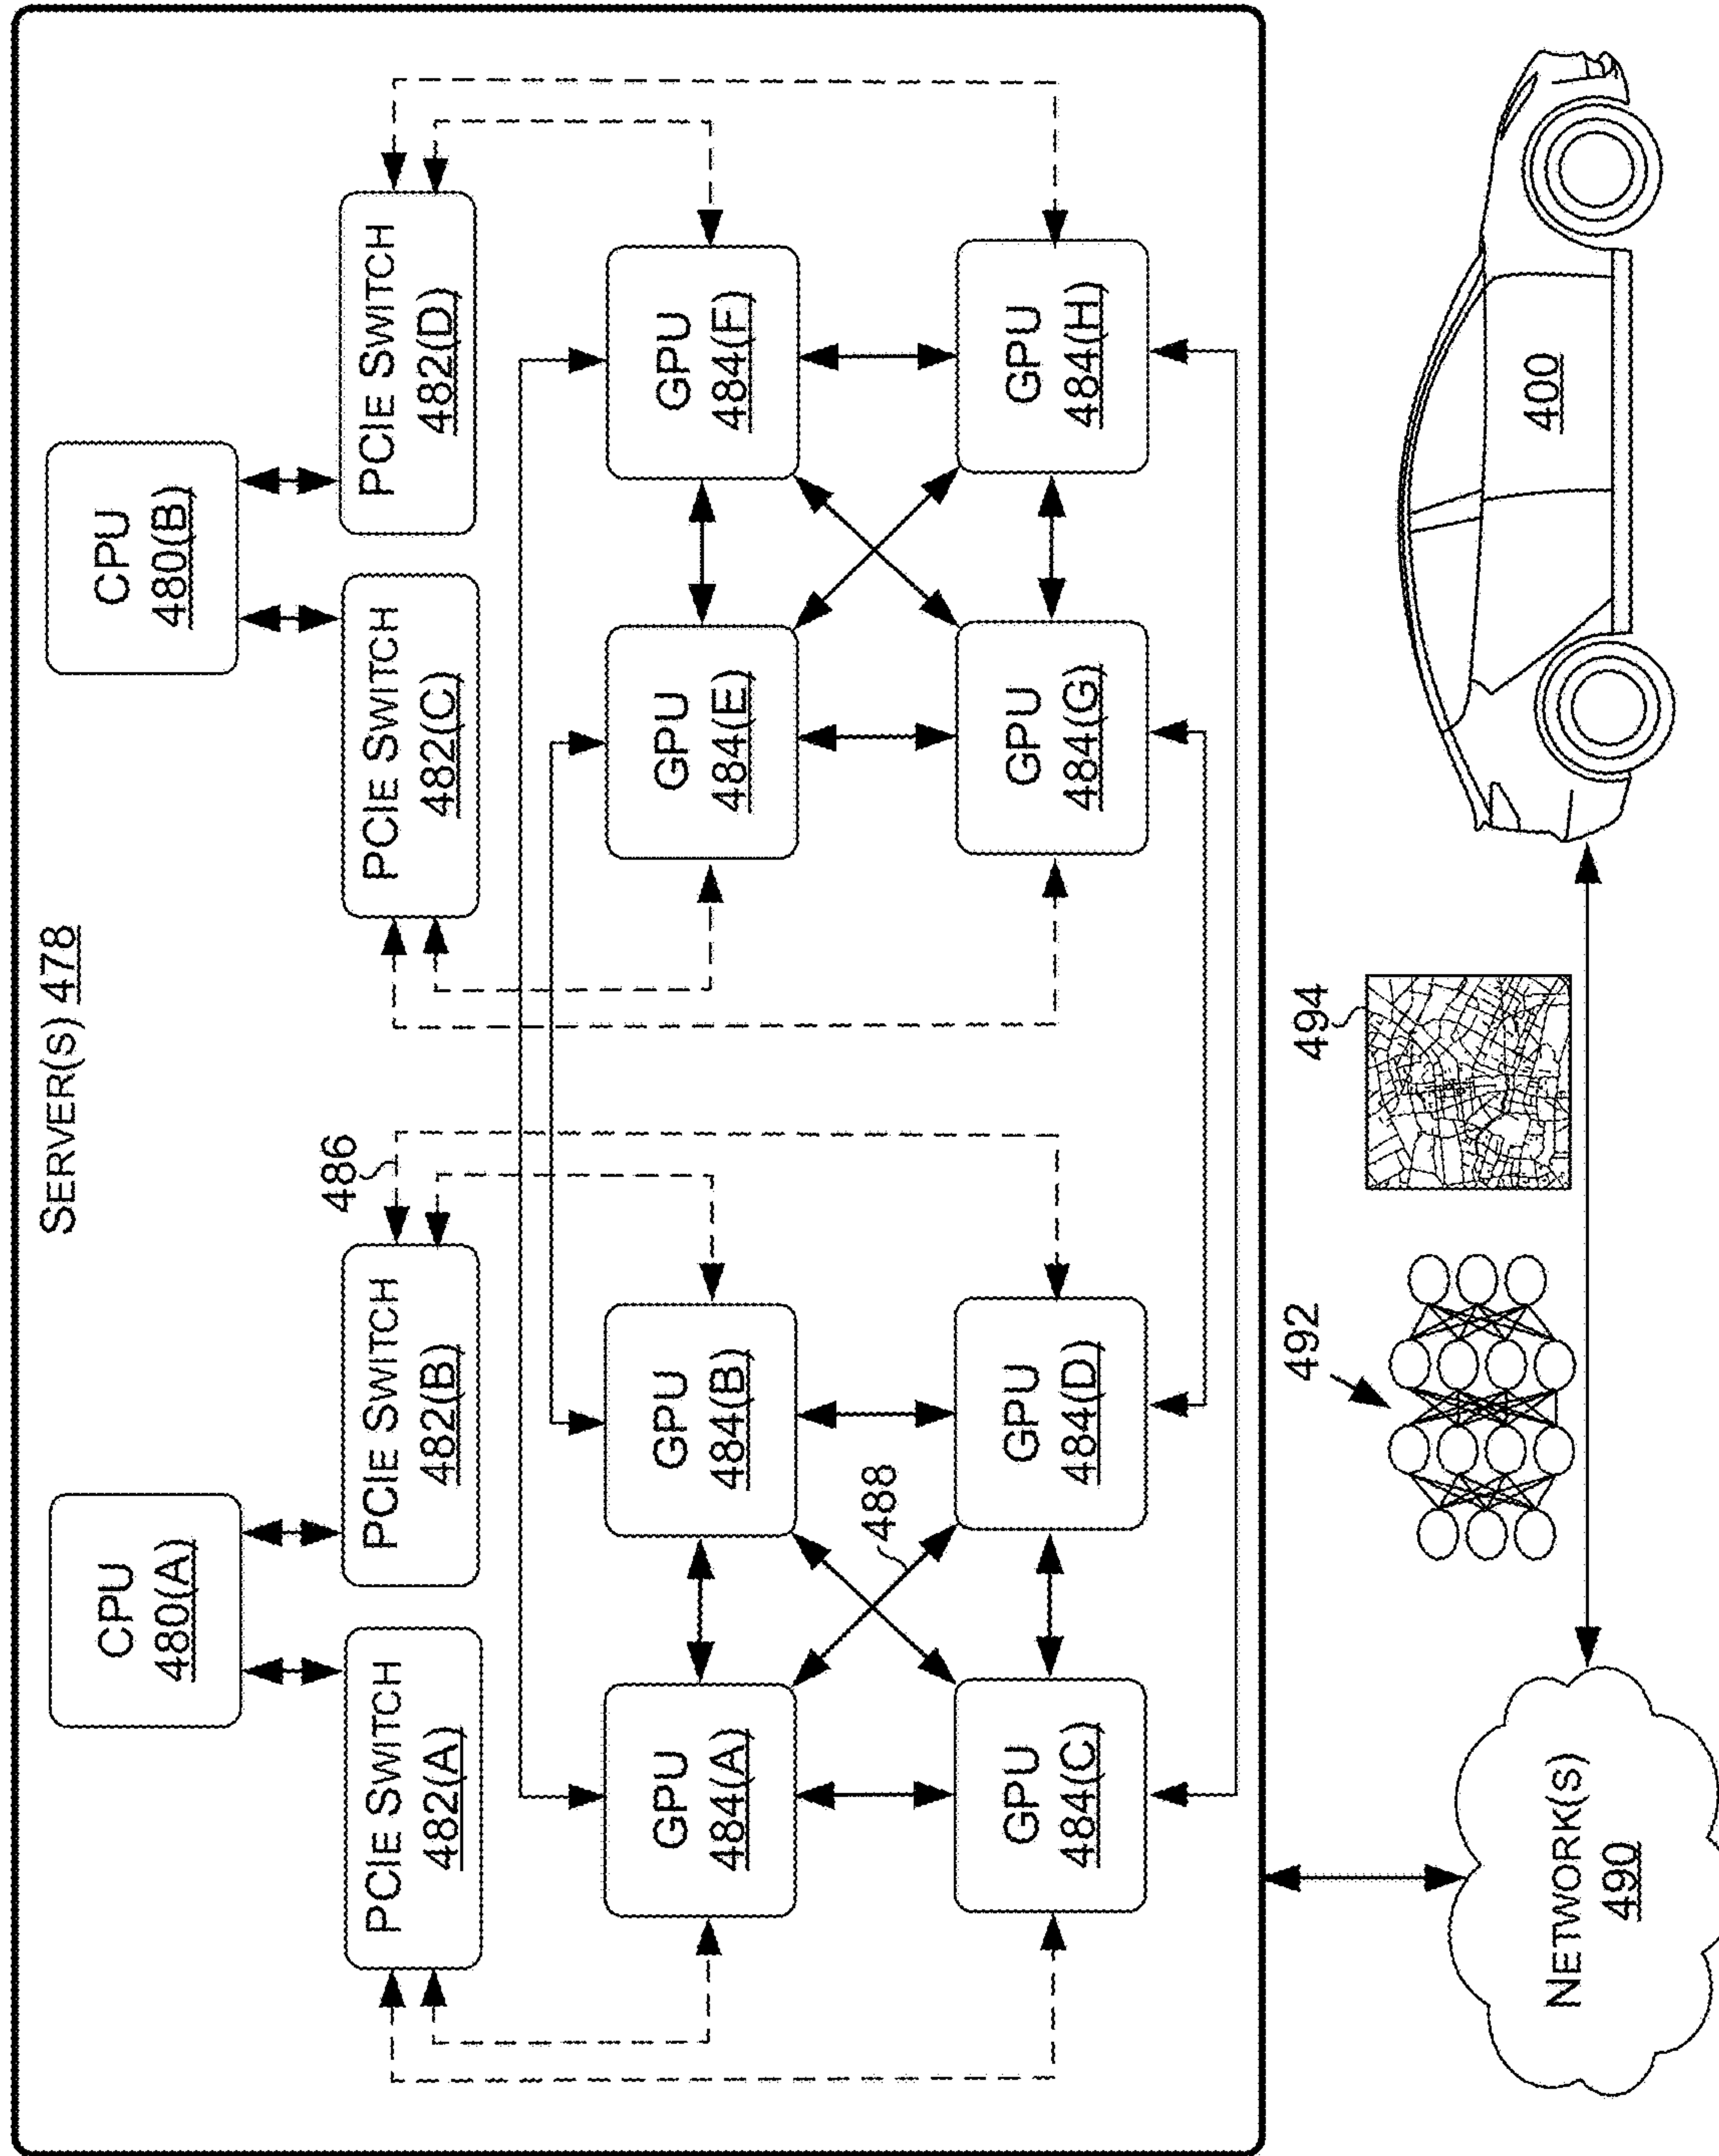 SERVER(S) 478
CPU
480(A)
CPU
480(B)
PCIE SWITCH
482(A)
PCIE SWITCH
482(B)
486
PCIE SWITCH
482(C)
PCIE SWITCH
482(D)
GPU
484(A)
GPU
484(B)
GPU
484(E)
GPU
484(F)
488
GPU
484(C)
GPU
484(D)
GPU
484(G)
GPU
484(H)
NETWORK(S)
490
492
494
400